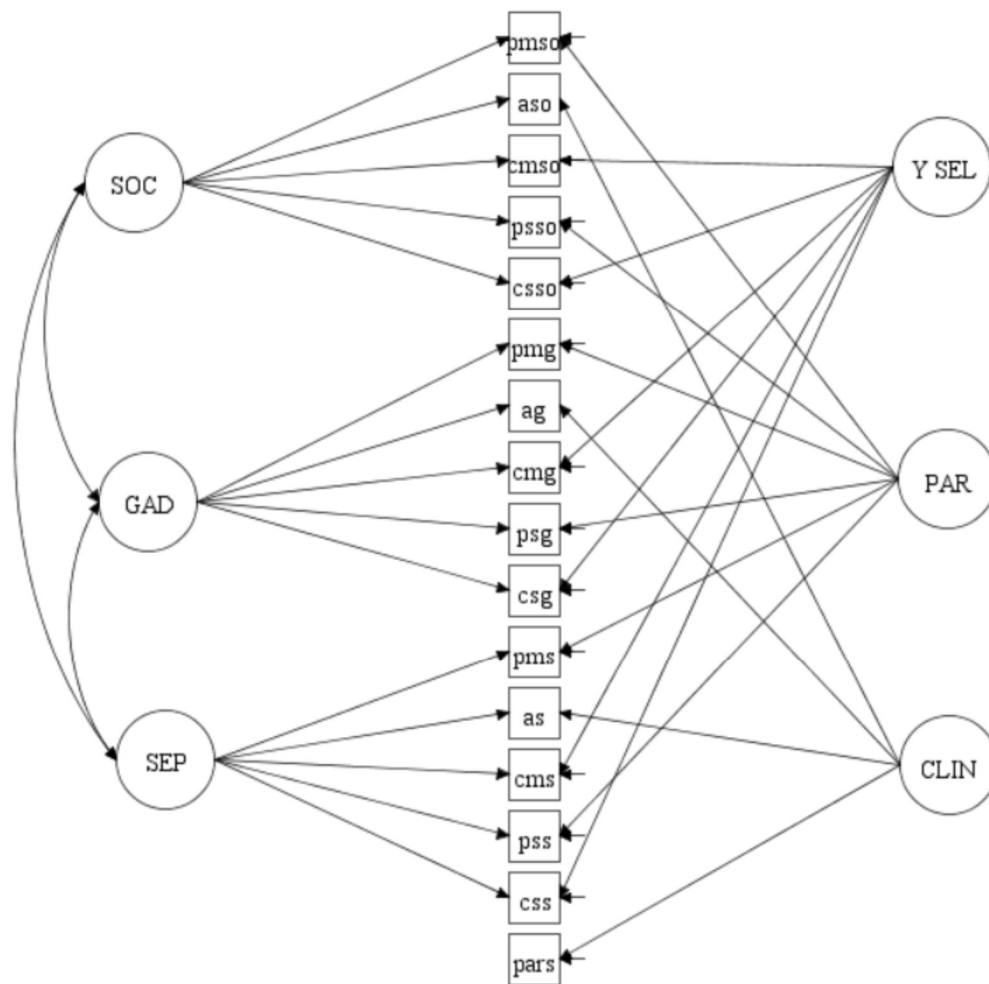 pmso
aso
cmso
psso
csso
pmg
ag
cmg
psg
csg
pms
as
cms
pss
css
pars
SOC
GAD
SEP
Y SEL
PAR
CLIN